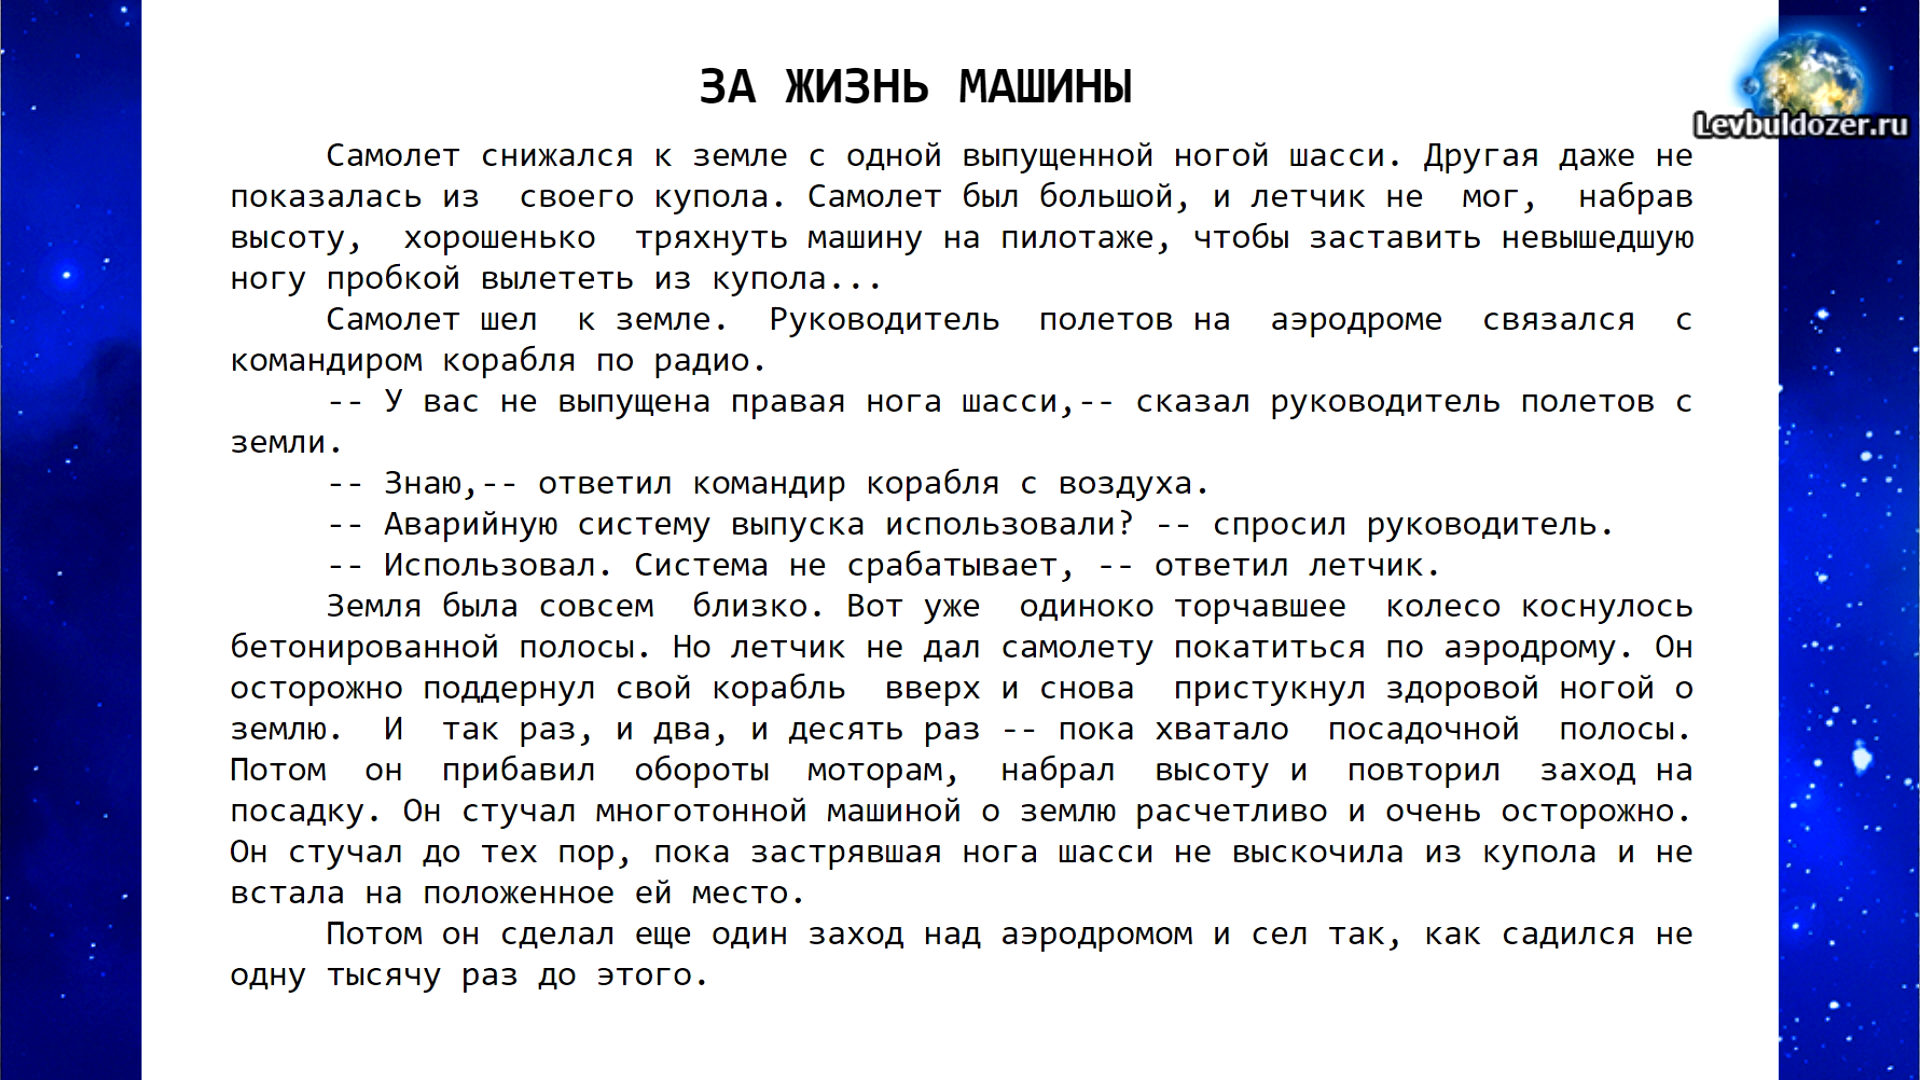 ЗА ЖИЗНЬ МАШИНЫ
Levbuldozer.ru
Самолет снижался к земле с одной выпущенной ногой шасси. Другая даже не
показалась из своего купола. Самолет был большой, и летчик не мог, набрав
высоту, хорошенько тряхнуть машину на пилотаже, чтобы заставить невышедшую
ногу пробкой вылететь из купола...
Самолет шел к земле. Руководитель полетов на аэродроме связался с
командиром корабля по радио.
-- У вас не выпущена правая нога шасси,-- сказал руководитель полетов с
земли.
-- Знаю,-- ответил командир корабля с воздуха.
-- Аварийную систему выпуска использовали? -- спросил руководитель.
-- Использовал. Система не срабатывает, -- ответил летчик.
Земля была совсем близко. Вот уже одиноко торчавшее колесо коснулось
бетонированной полосы. Но летчик не дал самолету покатиться по аэродрому. Он
осторожно поддернул свой корабль вверх и снова пристукнул здоровой ногой о
землю. И так раз, и два, и десять раз -- пока хватало посадочной полосы.
Потом он прибавил обороты моторам, набрал высоту и повторил заход на
посадку. Он стучал многотонной машиной о землю расчетливо и очень осторожно.
Он стучал до тех пор, пока застрявшая нога шасси не выскочила из купола и не
встала на положенное ей место.
Потом он сделал еще один заход над аэродромом и сел так, как садился не
одну тысячу раз до этого.